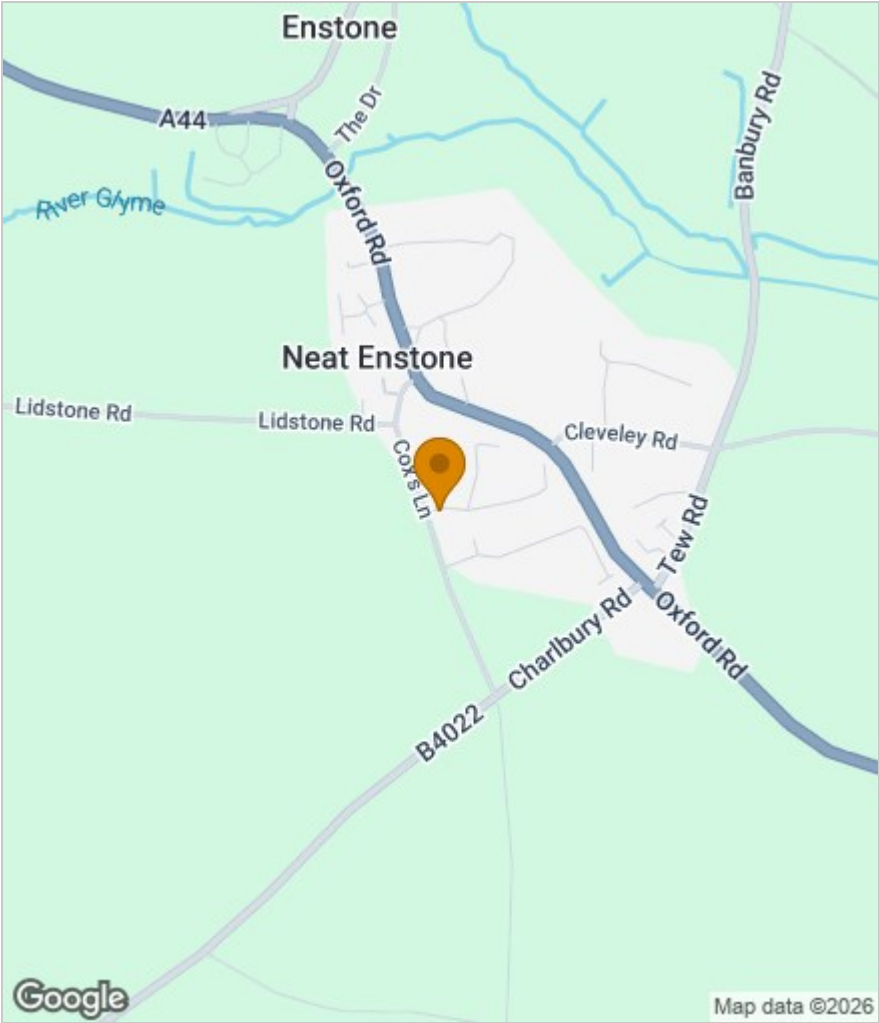 Enstone
A44
The Dr
Banbury Rd
River Glyme
Oxford Rd
Neat Enstone
Lidstone Rd
Lidstone Rd
Cleveley Rd
Cox's Ln
Tew Rd
Charlbury Rd
Oxford Rd
B4022
Google
Map data ©2026